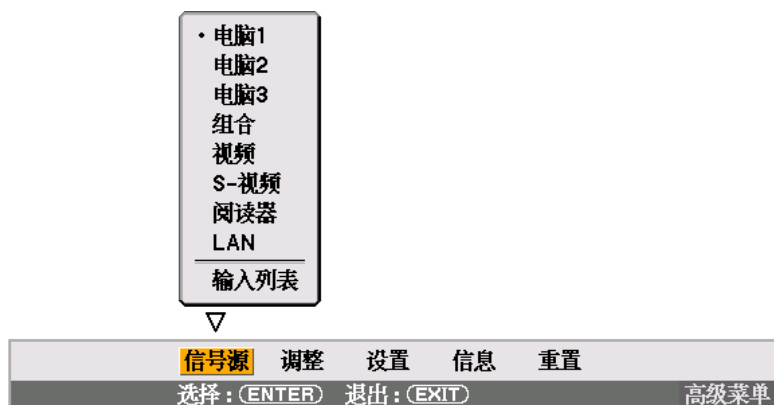 ·电脑1
电脑2
电脑3
组合
视频
S-视频
阅读器
LAN
输入列表
信号源 调整 设置 信息 重置
选择:(ENTER) 退出:(EXIT) 高级菜单